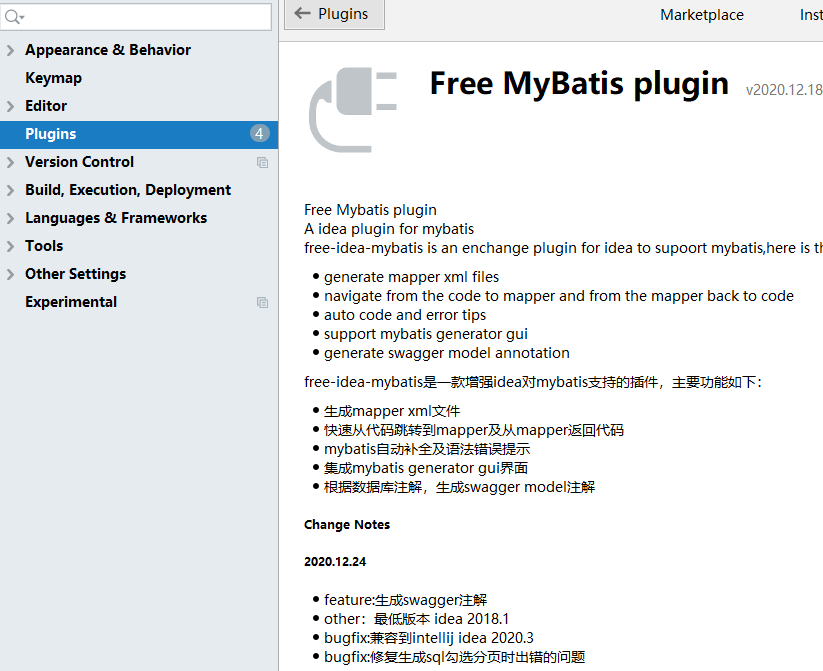 Plugins
Marketplace
Appearance & Behavior
Keymap
Editor
Plugins 4
Version Control
Build, Execution, Deployment
Languages & Frameworks
Tools
Other Settings
Experimental
Free MyBatis plugin v2020.12.18
Free Mybatis plugin
A idea plugin for mybatis
free-idea-mybatis is an enchange plugin for idea to supoort mybatis,here is
generate mapper xml files
navigate from the code to mapper and from the mapper back to code
auto code and error tips
support mybatis generator gui
generate swagger model annotation
free-idea-mybatis是一款增强idea对mybatis支持的插件，主要功能如下：
生成mapper xml文件
快速从代码跳转到mapper及从mapper返回代码
mybatis自动补全及语法错误提示
集成mybatis generator gui界面
根据数据库注解，生成swagger model注解
Change Notes
2020.12.24
feature:生成swagger注解
other：最低版本 idea 2018.1
bugfix:兼容到intellij idea 2020.3
bugfix:修复生成sql勾选分页时出错的问题